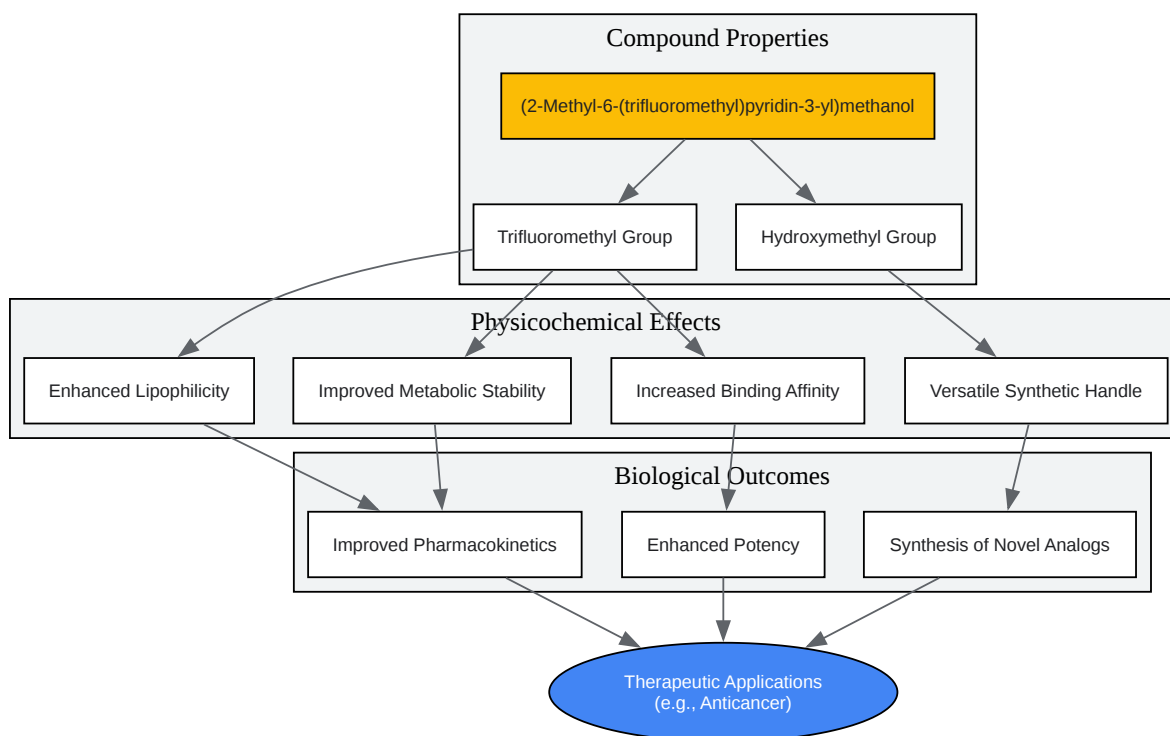 Compound Properties
(2-Methyl-6-(trifluoromethyl)pyridin-3-yl)methanol
Trifluoromethyl Group
Hydroxymethyl Group
Physicochemical Effects
Enhanced Lipophilicity
Improved Metabolic Stability
Increased Binding Affinity
Versatile Synthetic Handle
Biological Outcomes
Improved Pharmacokinetics
Enhanced Potency
Synthesis of Novel Analogs
Therapeutic Applications
(e.g., Anticancer)